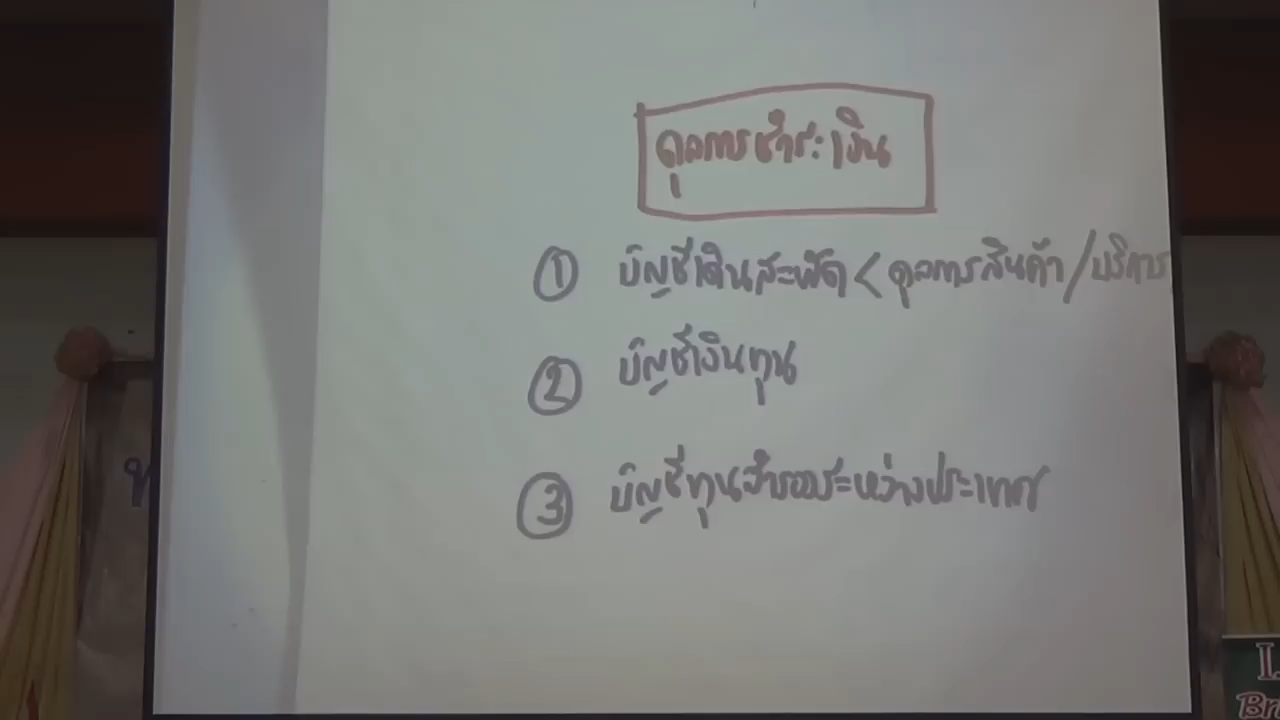 ดุลการชำระเงิน
① บัญชีเดินสะพัด < ดุลการสินค้า/บริการ
② บัญชีเงินทุน
③ บัญชีทุนสำรองระหว่างประเทศ
I.
Br